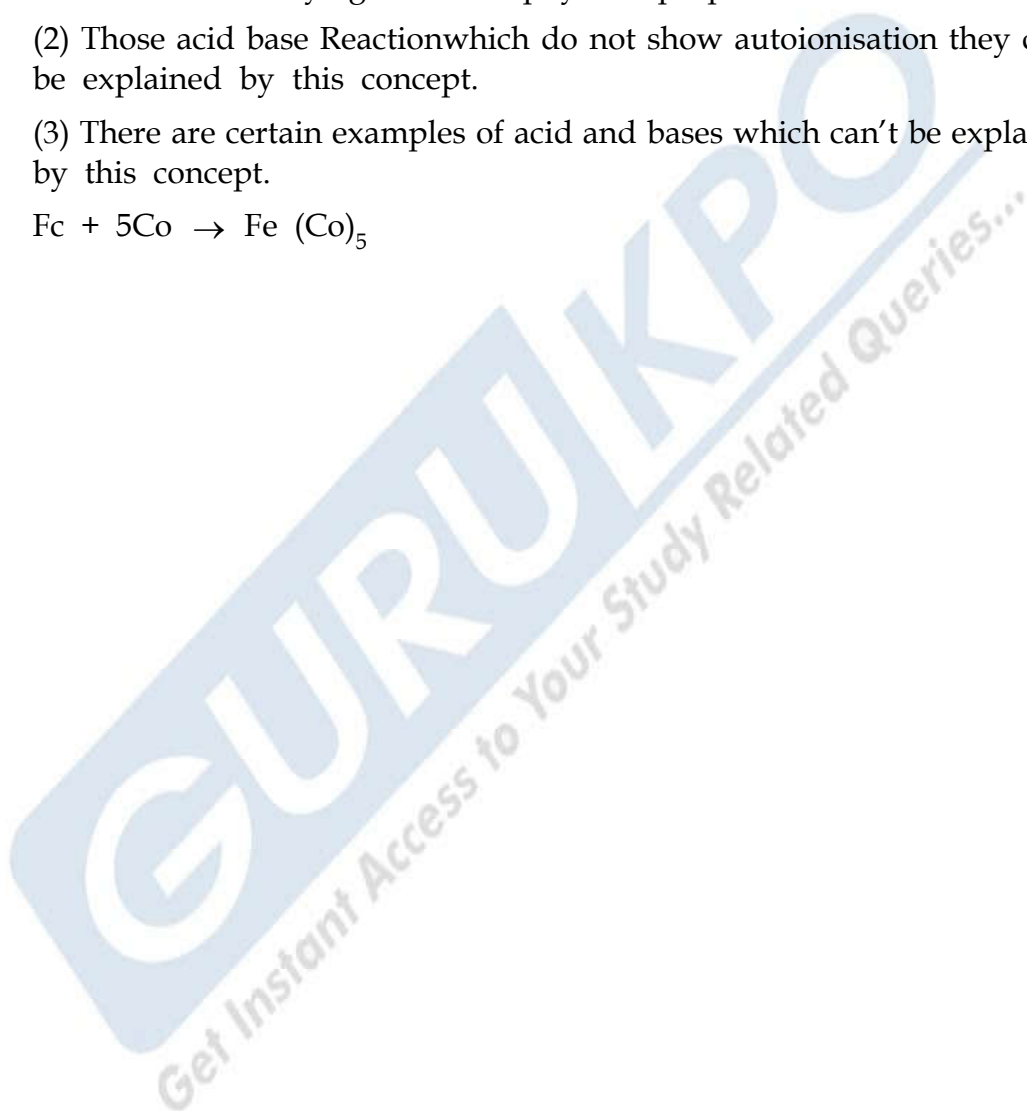 (2) Those acid base Reactionwhich do not show autoionisation they
be explained by this concept.
(3) There are certain examples of acid and bases which can't be
by this concept.
Fc + 5Co → Fe (Co)₅
GURUKPO
Get Instant Access to Your Study Related Queries...